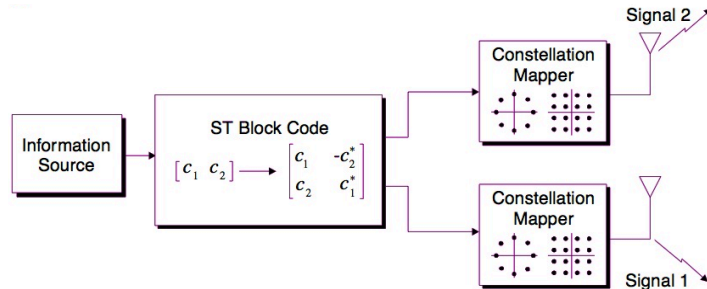 Signal 2
Constellation
Mapper
ST Block Code
Information
Source
[c₁ c₂] → [c₁ -c₂*
c₂ c₁*]
Constellation
Mapper
Signal 1